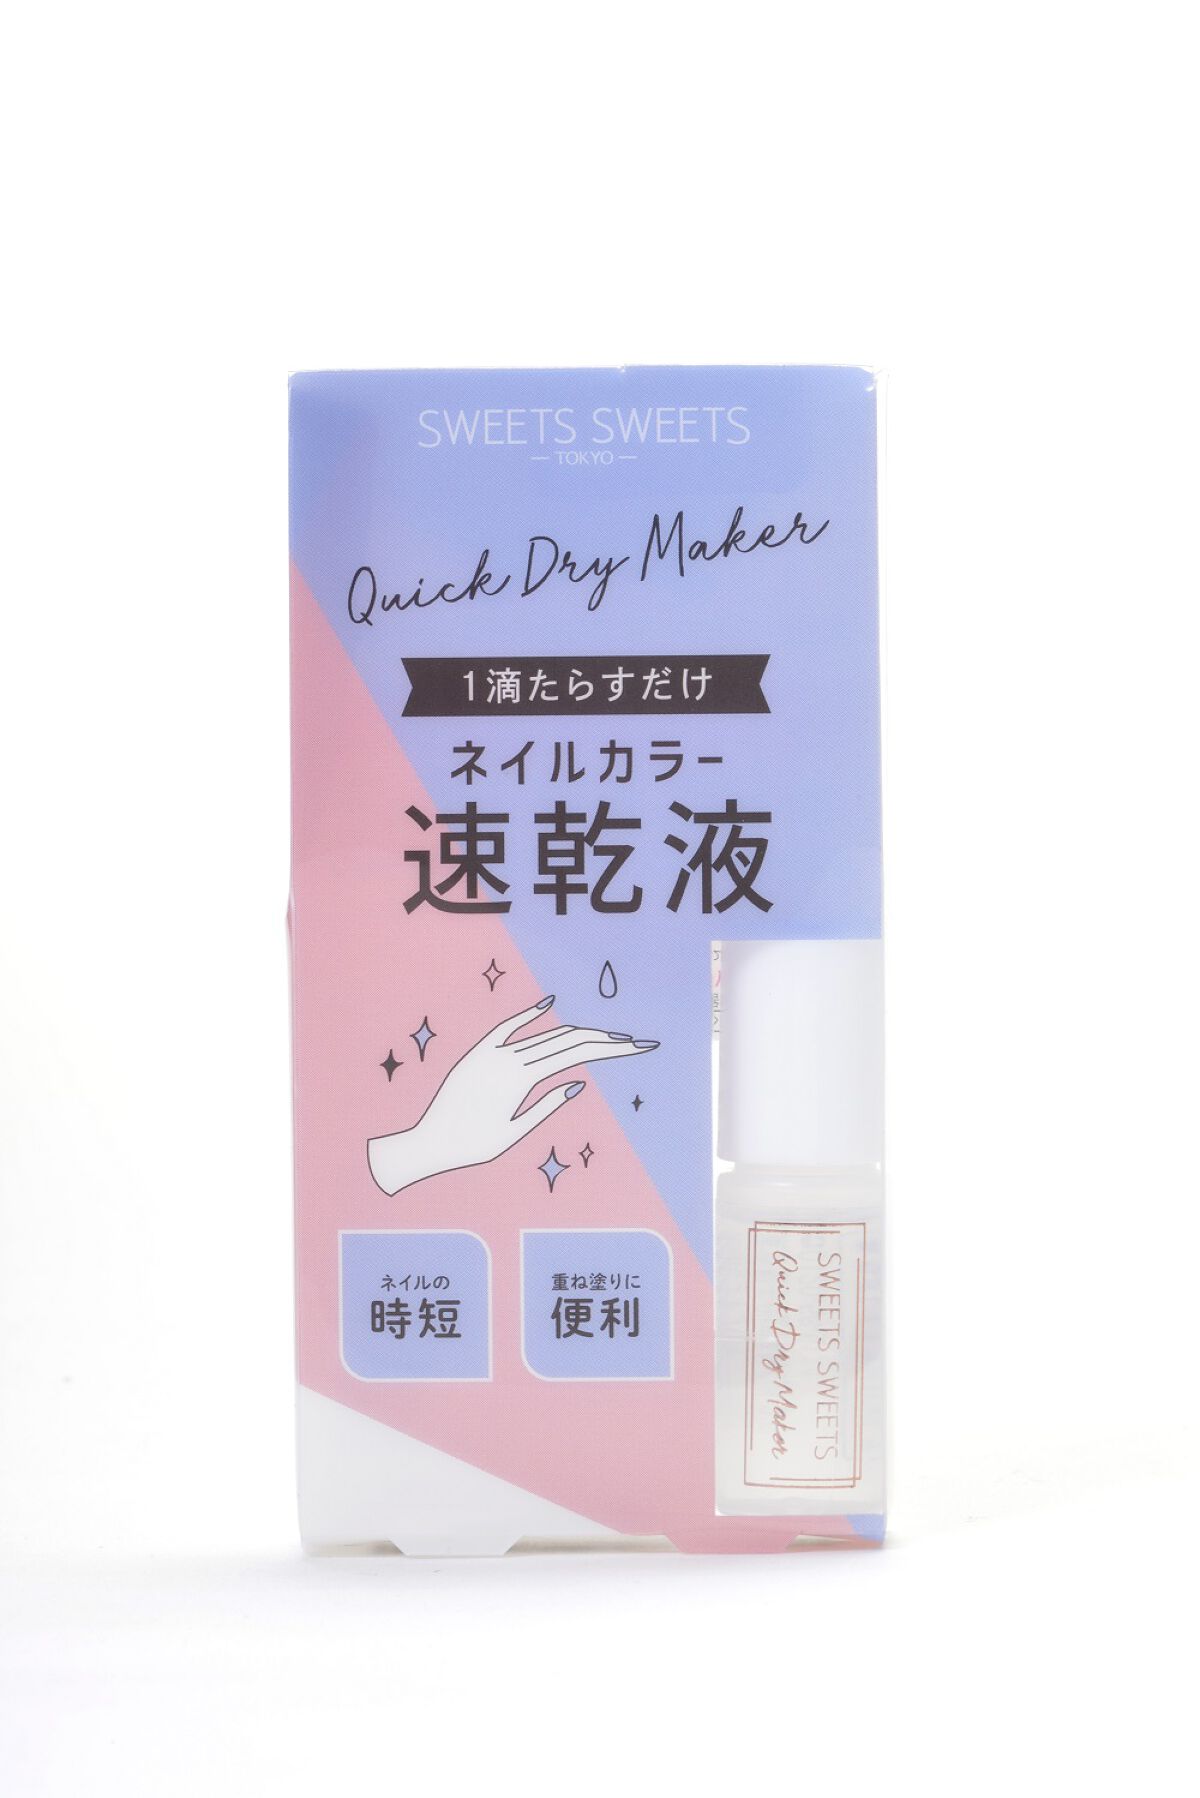 SWEETS SWEETS
— TOKYO —
Quick Dry Maker
1滴たらすだけ
ネイルカラー
速乾液
ネイルの
時短
重ね塗りに
便利
SWEETS SWEETS
Quick Dry Maker